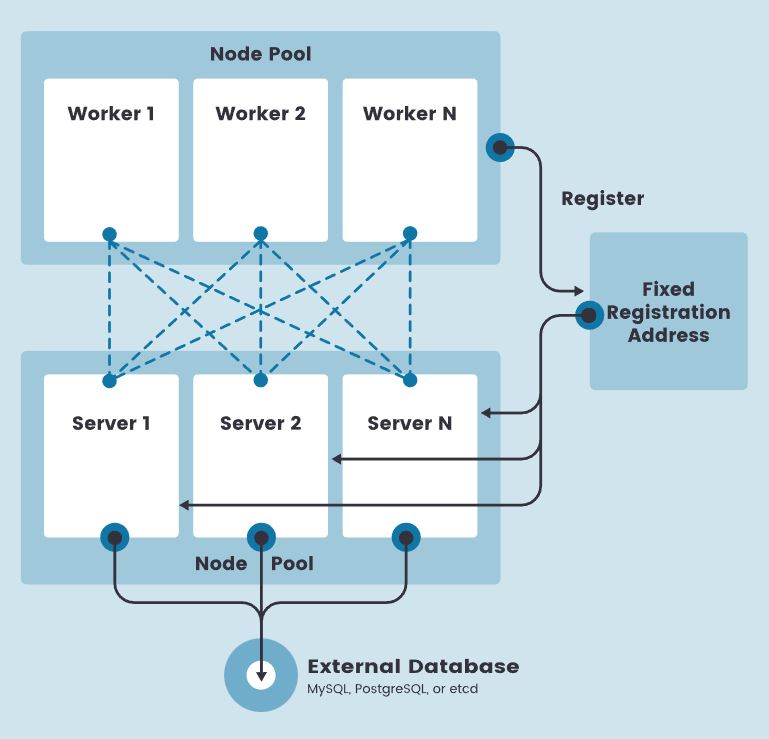 Node Pool
Worker 1
Worker 2
Worker N
Register
Fixed
Registration
Address
Server 1
Server 2
Server N
Node Pool
External Database
MySQL, PostgreSQL, or etcd